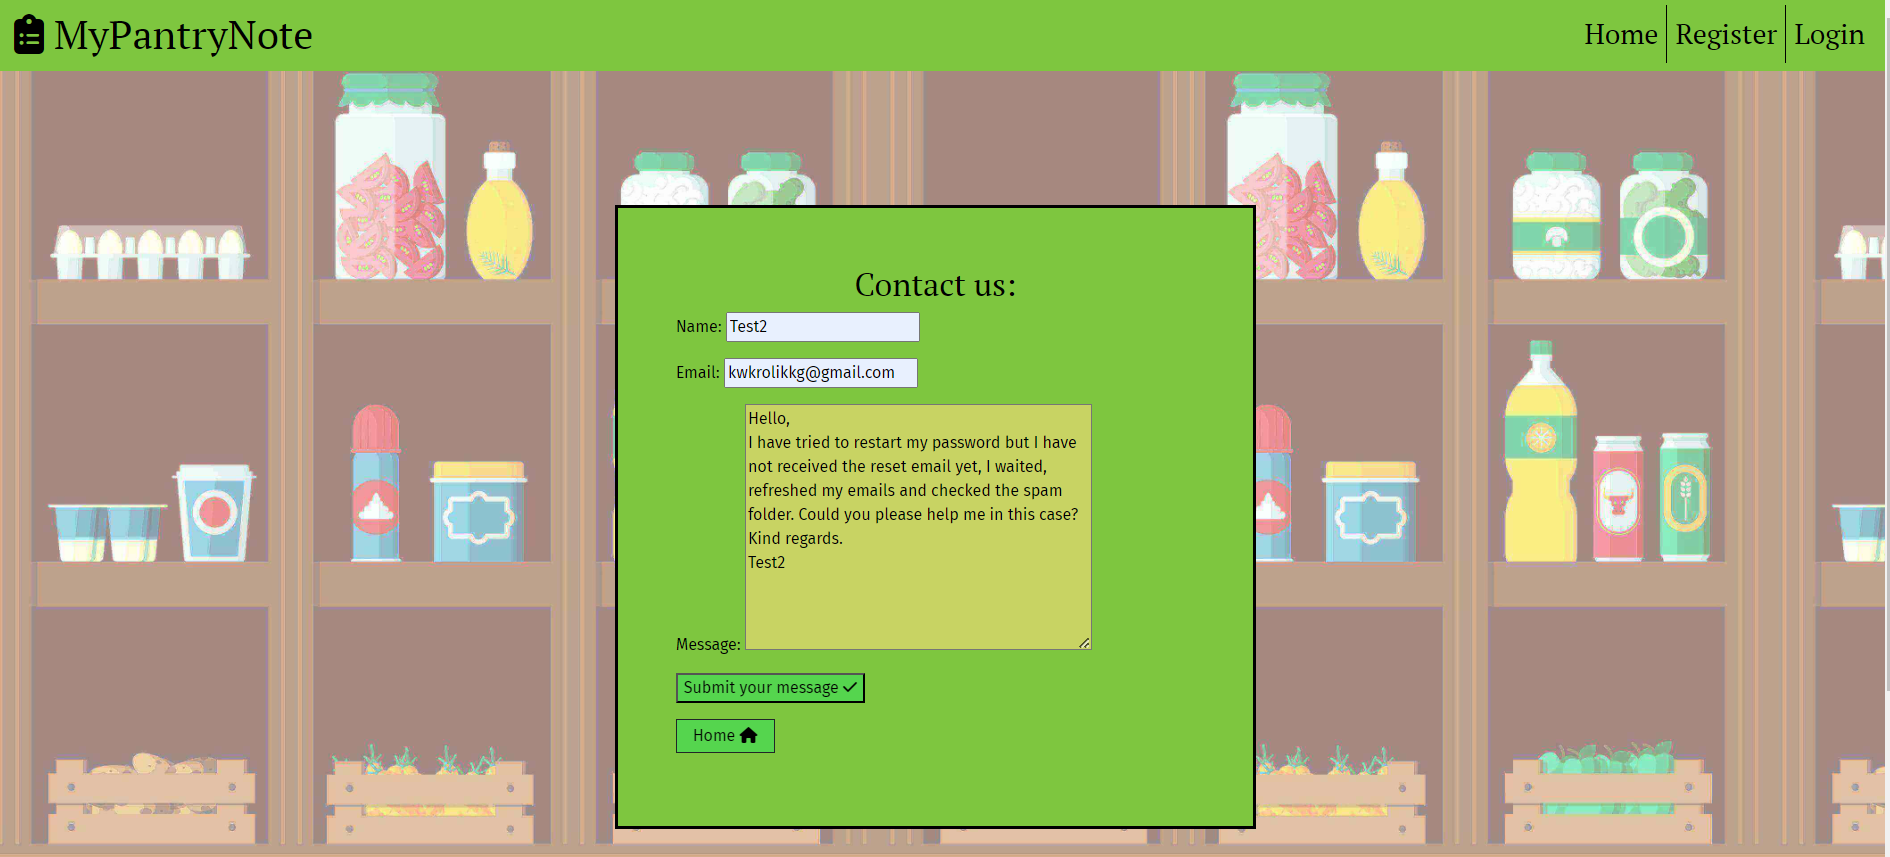 MyPantryNote
Home
Register
Login
Contact us:
Name: Test2
Email: kwkrolikkg@gmail.com
Hello,
I have tried to restart my password but I have
not received the reset email yet, I waited,
refreshed my emails and checked the spam
folder. Could you please help me in this case?
Kind regards.
Test2
Message:
Submit your message
Home